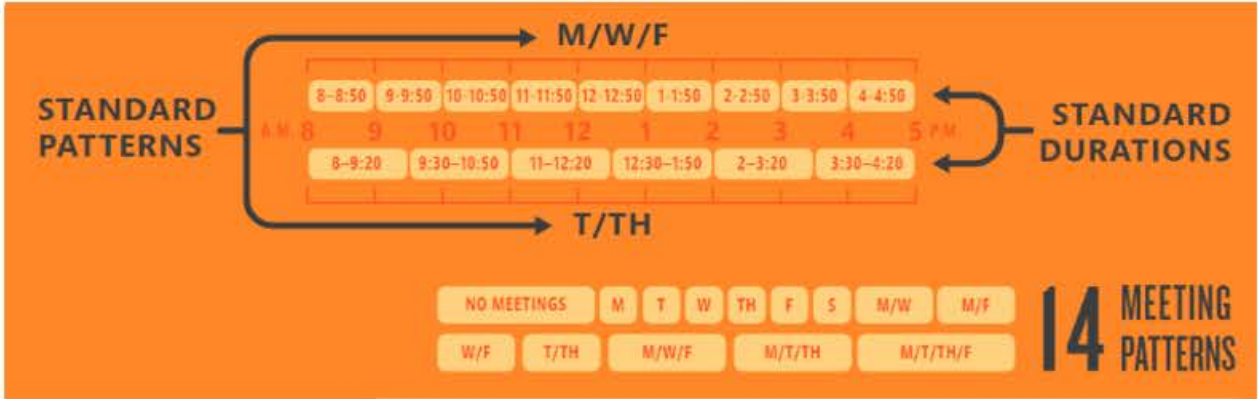 M/W/F
8–8:50 9-9:50 10-10:50 11-11:50 12-12:50 1-1:50 2-2:50 3-3:50 4-4:50
STANDARD
PATTERNS
A.M. 8 9 10 11 12 1 2 3 4 5 P.M.
STANDARD
DURATIONS
8–9:20 9:30–10:50 11–12:20 12:30–1:50 2–3:20 3:30–4:20
T/TH
NO MEETINGS M T W TH F S M/W M/F
W/F T/TH M/W/F M/T/TH M/T/TH/F
14 MEETING
PATTERNS